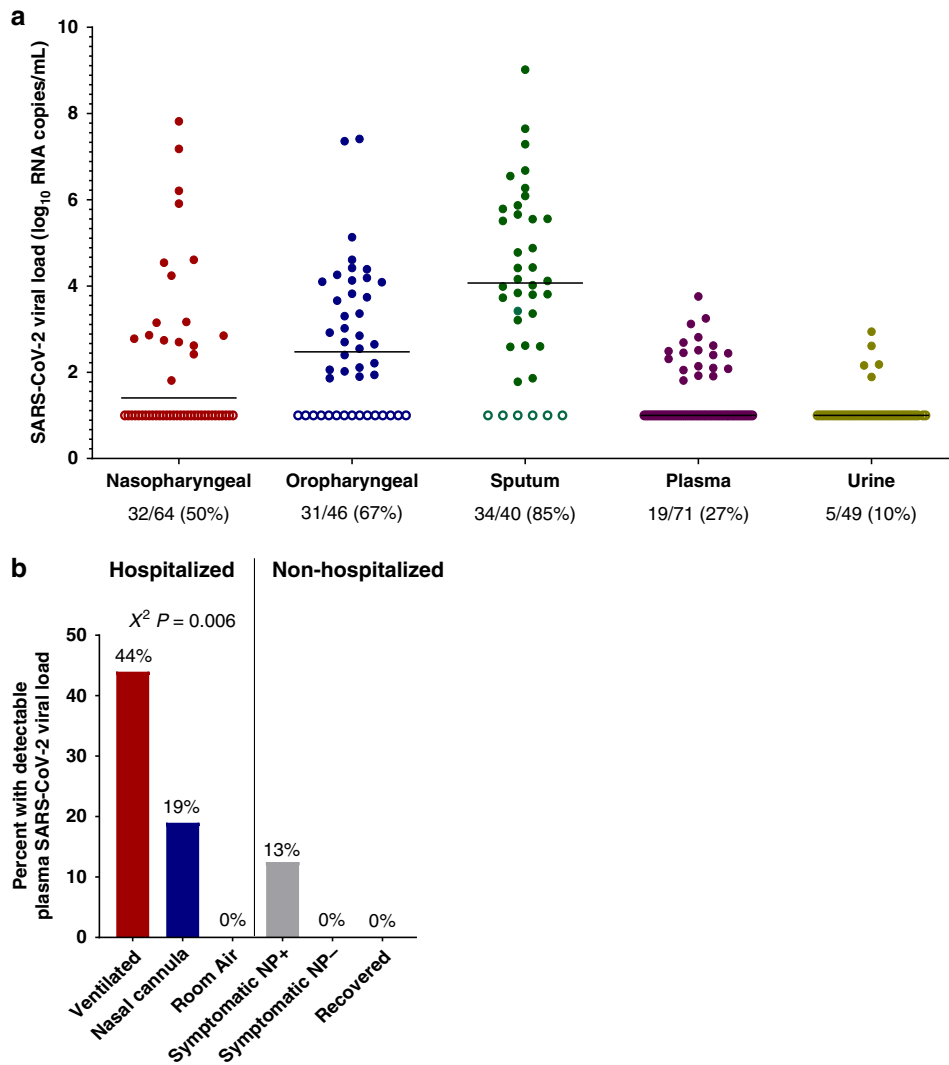 a
SARS-CoV-2 viral load (log10 RNA copies/mL)
10
8
6
4
2
0
Nasopharyngeal Oropharyngeal Sputum Plasma Urine
32/64 (50%) 31/46 (67%) 34/40 (85%) 19/71 (27%) 5/49 (10%)
b
Hospitalized Non-hospitalized
X² P = 0.006
Percent with detectable
plasma SARS-CoV-2 viral load
50
40
30
20
10
0
44%
19%
0%
13%
0%
0%
Ventilated
Nasal cannula
Room Air
Symptomatic NP+
Symptomatic NP−
Recovered